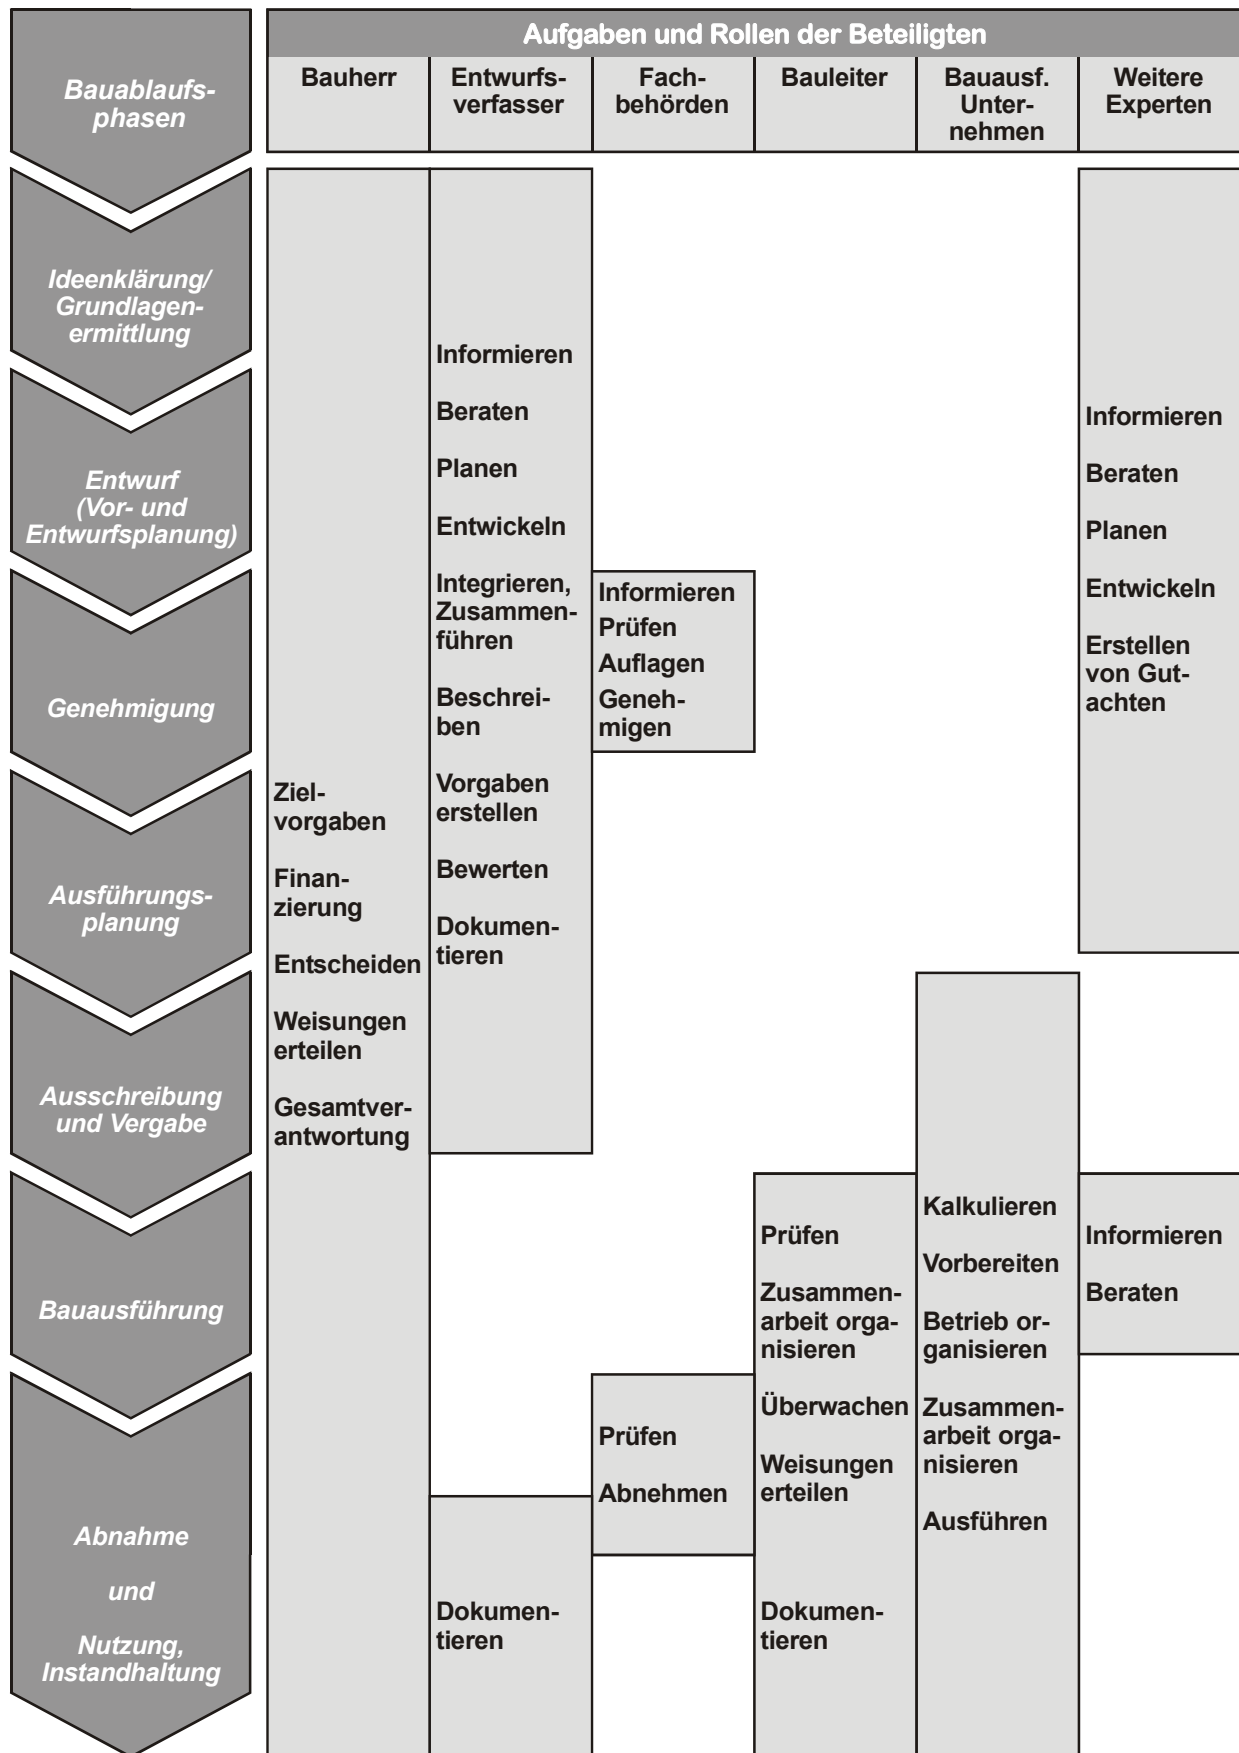 Aufgaben und Rollen der Beteiligten
Bauablaufs-
phasen
Bauherr
Entwurfs-
verfasser
Fach-
behörden
Bauleiter
Bauausf.
Unter-
nehmen
Weitere
Experten
Ideenklärung/
Grundlagen-
ermittlung
Entwurf
(Vor- und
Entwurfsplanung)
Genehmigung
Ausführungs-
planung
Ausschreibung
und Vergabe
Bauausführung
Abnahme
und
Nutzung,
Instandhaltung
Ziel-
vorgaben
Finan-
zierung
Entscheiden
Weisungen
erteilen
Gesamtver-
antwortung
Informieren
Beraten
Planen
Entwickeln
Integrieren,
Zusammen-
führen
Beschrei-
ben
Vorgaben
erstellen
Bewerten
Dokumen-
tieren
Dokumen-
tieren
Informieren
Prüfen
Auflagen
Geneh-
migen
Prüfen
Abnehmen
Prüfen
Zusammen-
arbeit orga-
nisieren
Überwachen
Weisungen
erteilen
Dokumen-
tieren
Kalkulieren
Vorbereiten
Betrieb or-
ganisieren
Zusammen-
arbeit orga-
nisieren
Ausführen
Informieren
Beraten
Planen
Entwickeln
Erstellen
von Gut-
achten
Informieren
Beraten